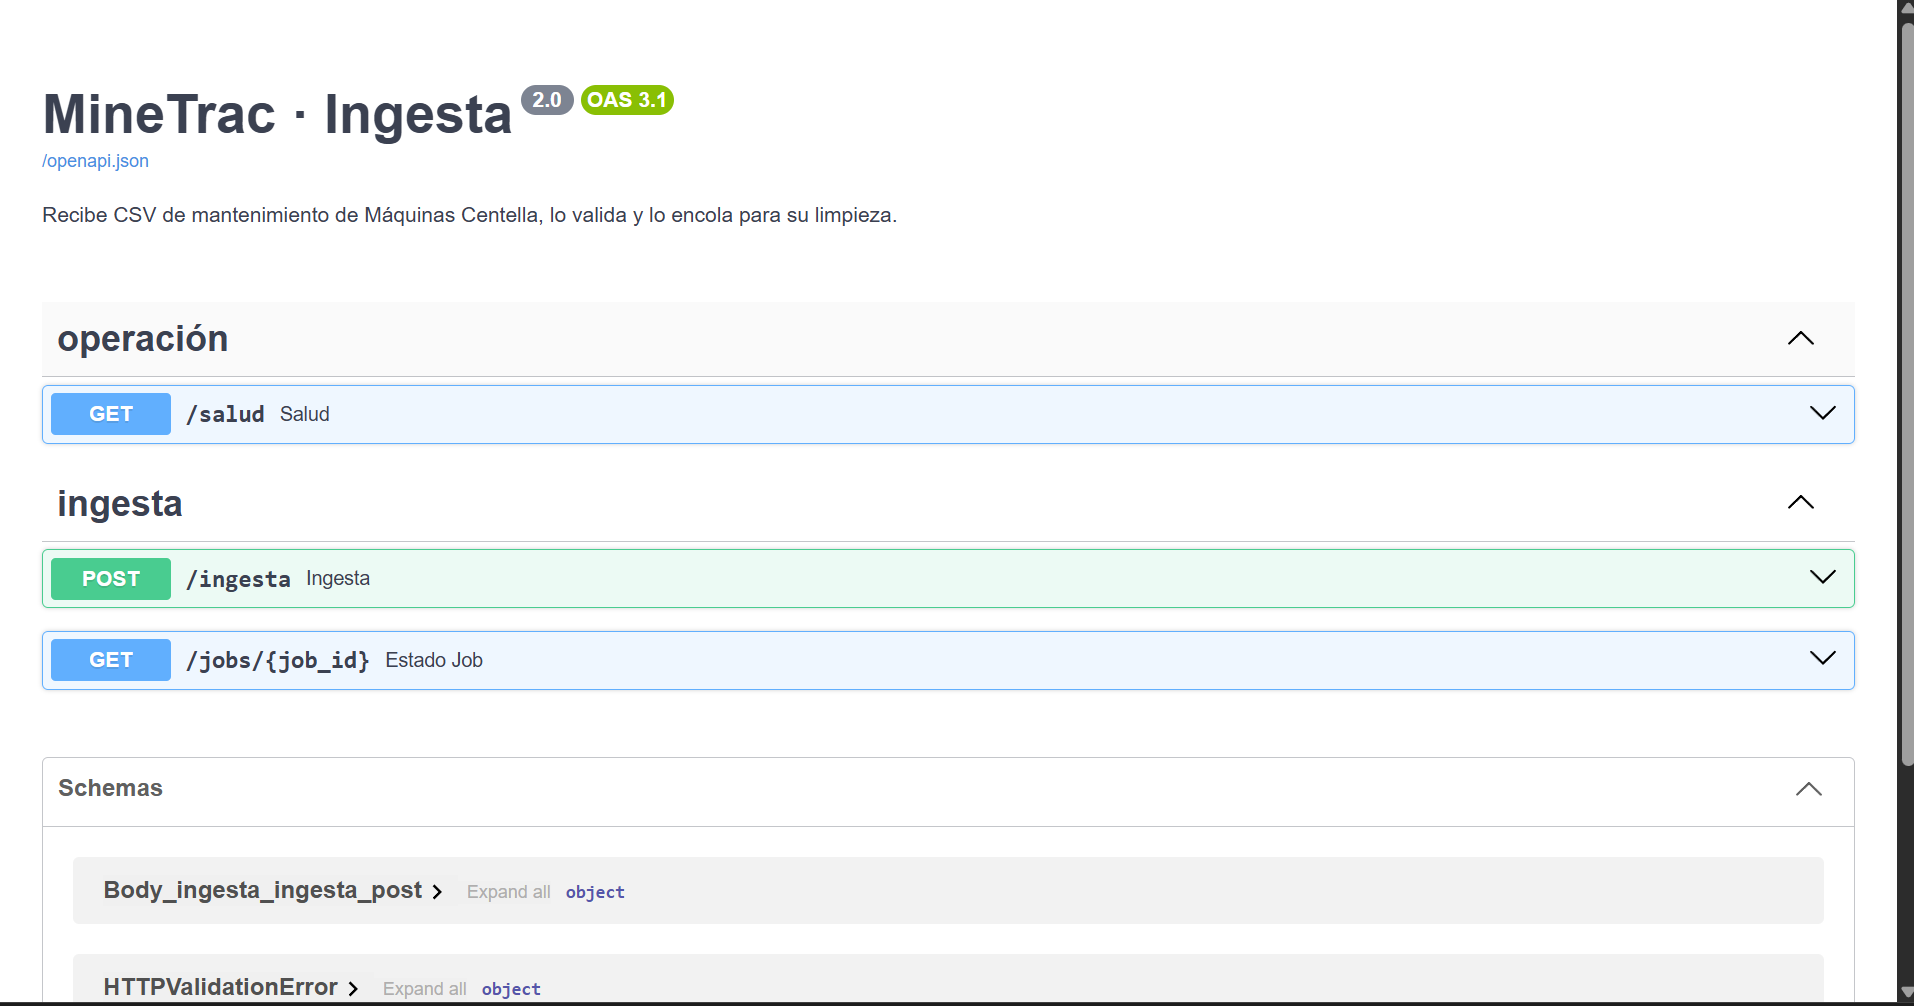 MineTrac · Ingesta 2.0 OAS 3.1
/openapi.json
Recibe CSV de mantenimiento de Máquinas Centella, lo valida y lo encola para su limpieza.
operación
GET /salud Salud
ingesta
POST /ingesta Ingesta
GET /jobs/{job_id} Estado Job
Schemas
Body_ingesta_ingesta_post Expand all object
HTTPValidationError Expand all object